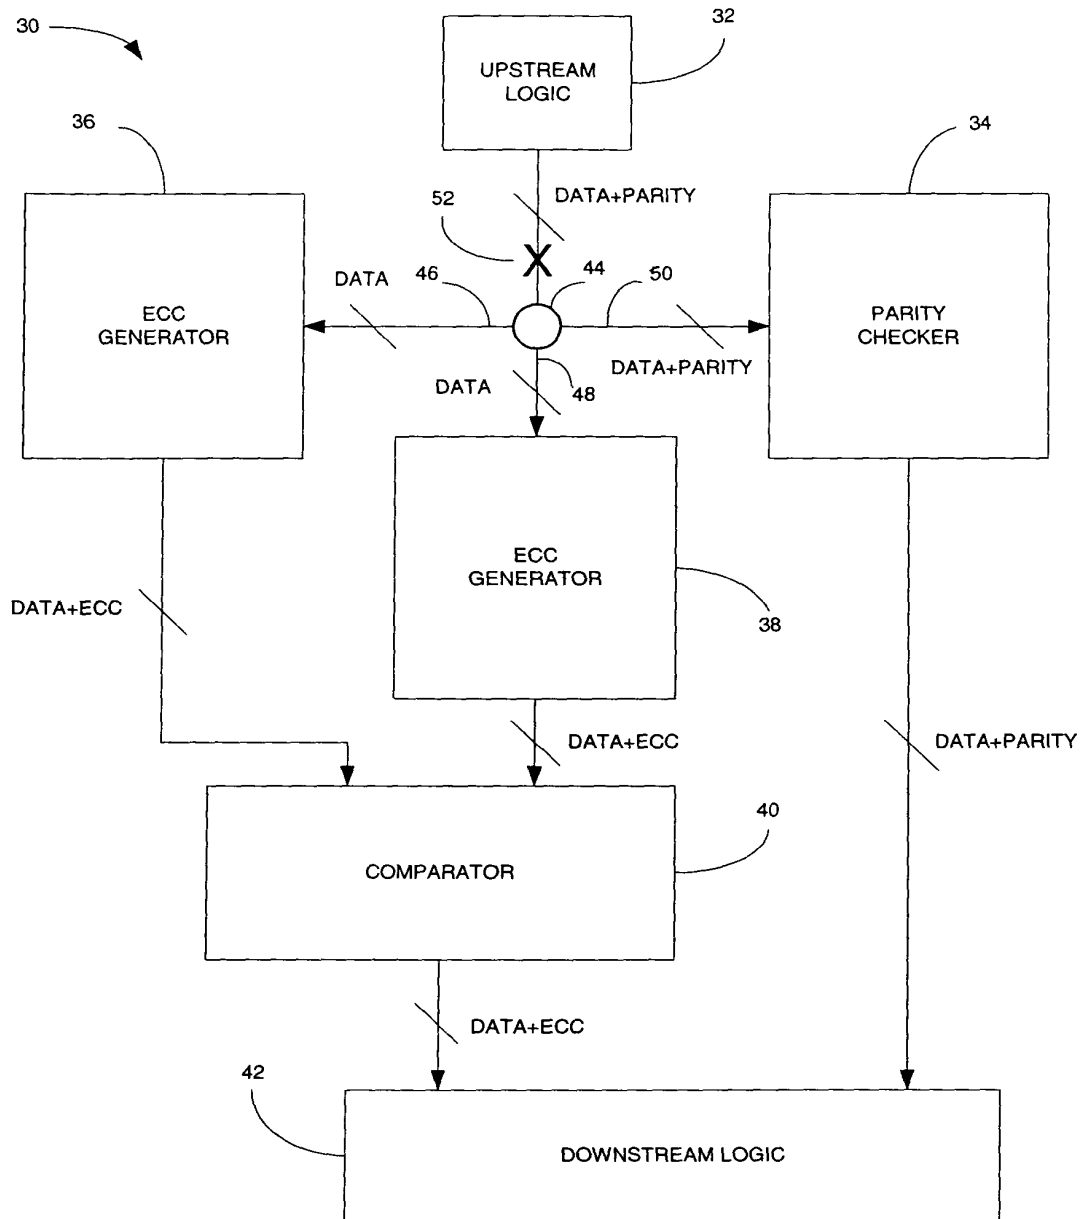 30
32
UPSTREAM
LOGIC
36
34
52
DATA+PARITY
X
DATA
46
44
50
ECC
GENERATOR
PARITY
CHECKER
DATA+PARITY
DATA
48
ECC
GENERATOR
DATA+ECC
38
DATA+ECC
DATA+PARITY
40
COMPARATOR
DATA+ECC
42
DOWNSTREAM LOGIC